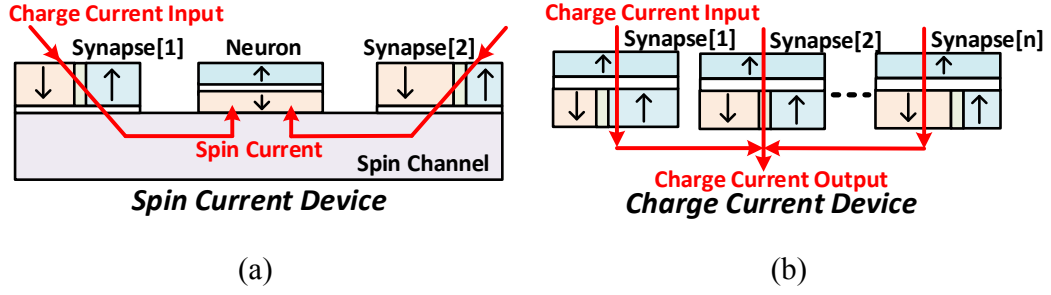 Charge Current Input
Synapse[1]
Neuron
Synapse[2]
Spin Current
Spin Channel
Spin Current Device
(a)
Charge Current Input
Synapse[1]
Synapse[2]
Synapse[n]
Charge Current Output
Charge Current Device
(b)